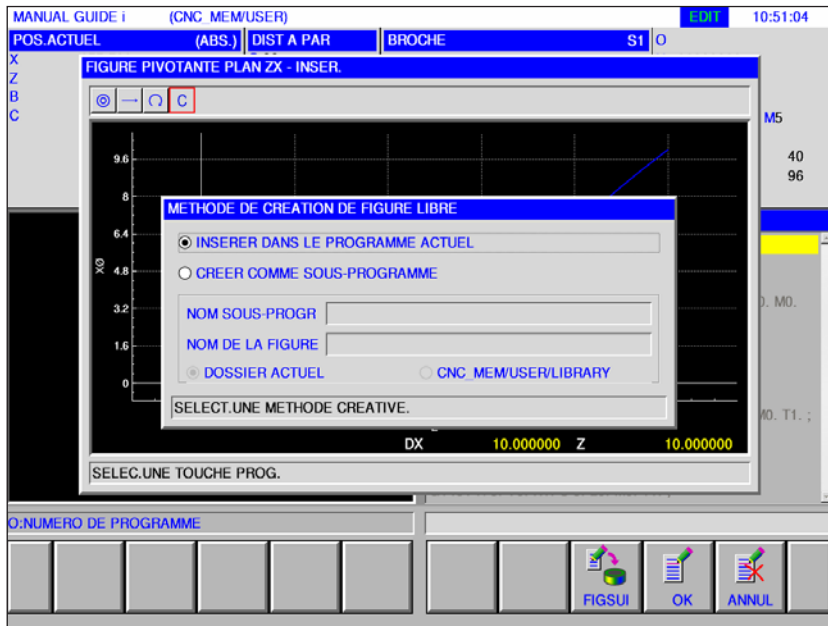 MANUAL GUIDE i (CNC_MEM/USER) EDIT 10:51:04
POS.ACTUEL (ABS.) DIST A PAR BROCHE S1 O
X
Z
B
C
FIGURE PIVOTANTE PLAN ZX - INSER.
C
M5
40
96
9.6
8
6.4
4.8
3.2
1.6
0
XØ
METHODE DE CREATION DE FIGURE LIBRE
INSERER DANS LE PROGRAMME ACTUEL
CREER COMME SOUS-PROGRAMME
NOM SOUS-PROGR
NOM DE LA FIGURE
DOSSIER ACTUEL CNC_MEM/USER/LIBRARY
SELECT.UNE METHODE CREATIVE.
M0.
M0. T1. ;
DX 10.000000 Z 10.000000
SELEC.UNE TOUCHE PROG.
O:NUMERO DE PROGRAMME
FIGSUI OK ANNUL